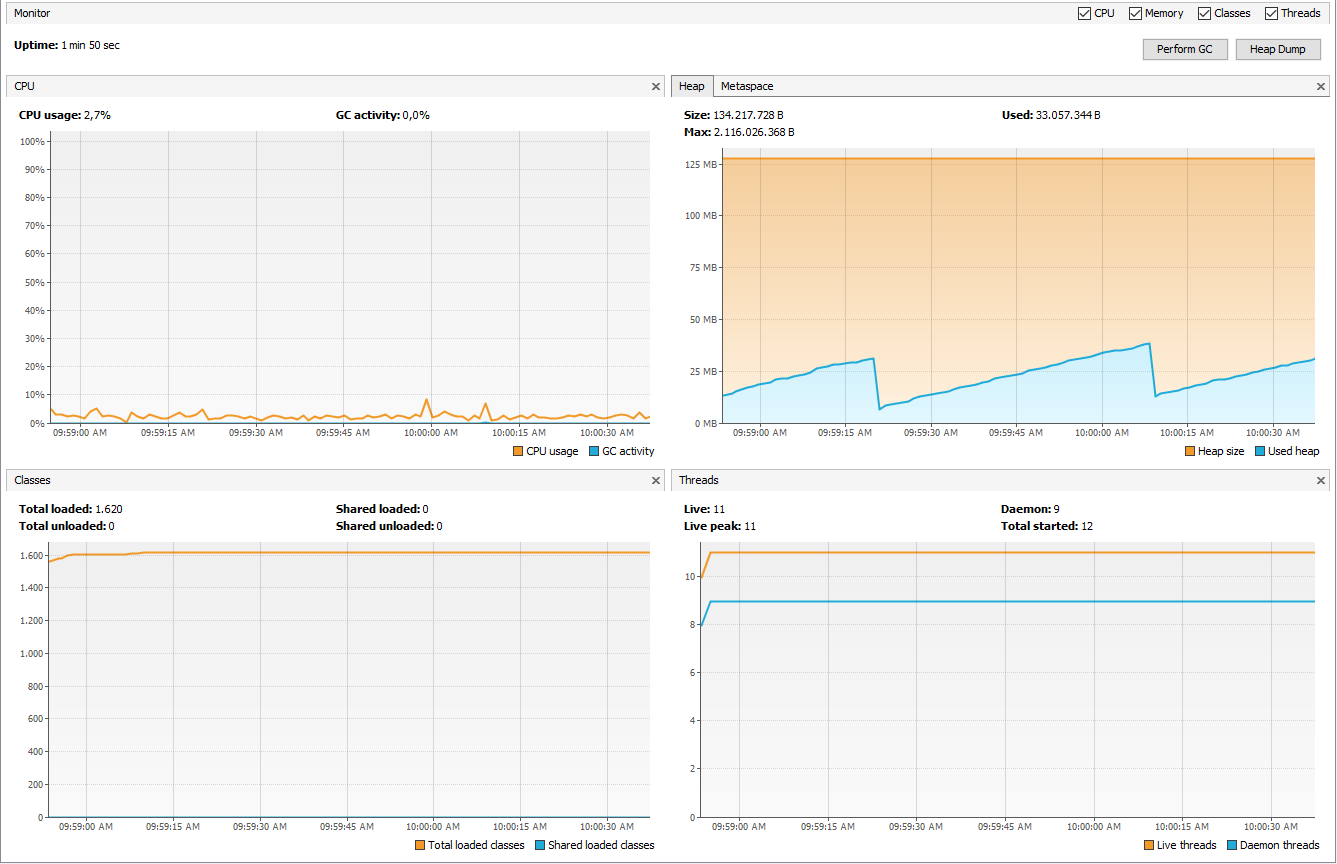 Monitor
CPU Memory Classes Threads
Uptime: 1 min 50 sec
Perform GC Heap Dump
CPU
CPU usage: 2,7% GC activity: 0,0%
100%
90%
80%
70%
60%
50%
40%
30%
20%
10%
0%
09:59:00 AM 09:59:15 AM 09:59:30 AM 09:59:45 AM 10:00:00 AM 10:00:15 AM 10:00:30 AM
CPU usage GC activity
Heap Metaspace
Size: 134.217.728 B Used: 33.057.344 B
Max: 2.116.026.368 B
125 MB
100 MB
75 MB
50 MB
25 MB
0 MB
09:59:00 AM 09:59:15 AM 09:59:30 AM 09:59:45 AM 10:00:00 AM 10:00:15 AM 10:00:30 AM
Heap size Used heap
Classes
Total loaded: 1.620 Shared loaded: 0
Total unloaded: 0 Shared unloaded: 0
1.600
1.400
1.200
1.000
800
600
400
200
0
09:59:00 AM 09:59:15 AM 09:59:30 AM 09:59:45 AM 10:00:00 AM 10:00:15 AM 10:00:30 AM
Total loaded classes Shared loaded classes
Threads
Live: 11 Daemon: 9
Live peak: 11 Total started: 12
10
8
6
4
2
0
09:59:00 AM 09:59:15 AM 09:59:30 AM 09:59:45 AM 10:00:00 AM 10:00:15 AM 10:00:30 AM
Live threads Daemon threads